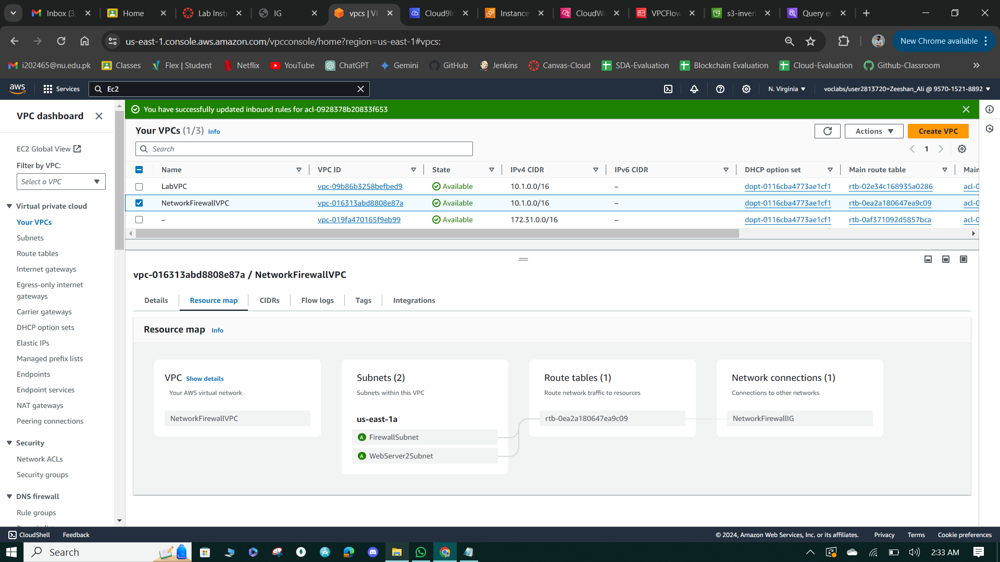 Inbox (3,
Home
Lab Instr
IG
vpcs | VP
Cloud9In
Instance
CloudWa
VPCFlow
s3-inven
Query e
us-east-1.console.aws.amazon.com/vpcconsole/home?region=us-east-1#vpcs:
New Chrome available
i202465@nu.edu.pk
Classes
Flex | Student
Netflix
YouTube
ChatGPT
Gemini
GitHub
Jenkins
Canvas-Cloud
SDA-Evaluation
Blockchain Evaluation
Cloud-Evaluation
Github-Classroom
aws
Services
Ec2
N. Virginia
voclabs/user2813720=Zeeshan_Ali @ 9570-1521-8892
VPC dashboard
EC2 Global View
Filter by VPC:
Select a VPC
Virtual private cloud
Your VPCs
Subnets
Route tables
Internet gateways
Egress-only internet
gateways
Carrier gateways
DHCP option sets
Elastic IPs
Managed prefix lists
Endpoints
Endpoint services
NAT gateways
Peering connections
Security
Network ACLs
Security groups
DNS firewall
Rule groups
You have successfully updated inbound rules for acl-0928378b20833f653
Your VPCs (1/3) Info
Actions
Create VPC
Search
1
Name VPC ID State IPv4 CIDR IPv6 CIDR DHCP option set Main route table Main
LabVPC vpc-09b86b3258befbed9 Available 10.1.0.0/16 – dopt-0116cba4773ae1cf1 rtb-02e34c168935a0286 acl-0
NetworkFirewallVPC vpc-016313abd8808e87a Available 10.1.0.0/16 – dopt-0116cba4773ae1cf1 rtb-0ea2a180647ea9c09 acl-0
– vpc-019fa470165f9eb99 Available 172.31.0.0/16 – dopt-0116cba4773ae1cf1 rtb-0af371092d5857bca acl-0
vpc-016313abd8808e87a / NetworkFirewallVPC
Details
Resource map
CIDRs
Flow logs
Tags
Integrations
Resource map Info
VPC Show details
Your AWS virtual network
NetworkFirewallVPC
Subnets (2)
Subnets within this VPC
us-east-1a
A FirewallSubnet
A WebServer2Subnet
Route tables (1)
Route network traffic to resources
rtb-0ea2a180647ea9c09
Network connections (1)
Connections to other networks
NetworkFirewallIG
CloudShell
Feedback
© 2024, Amazon Web Services, Inc. or its affiliates.
Privacy
Terms
Cookie preferences
Search
2:33 AM